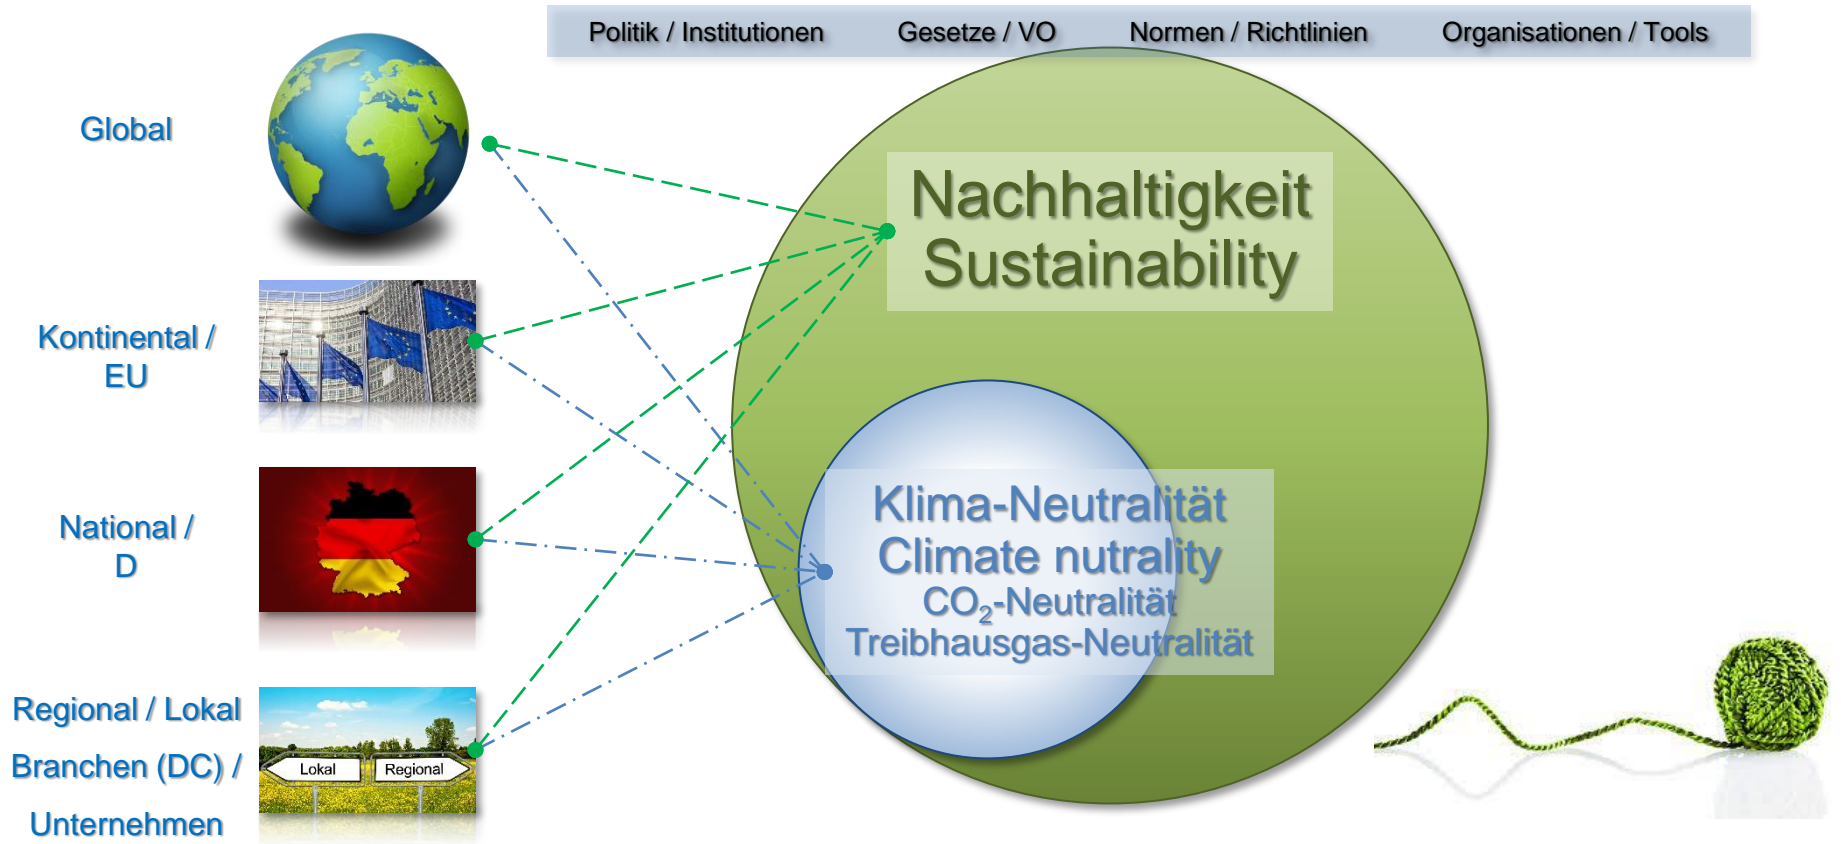 Politik / Institutionen Gesetze / VO Normen / Richtlinien Organisationen / Tools
Global
Kontinental /
EU
National /
D
Regional / Lokal
Branchen (DC) /
Unternehmen
Lokal Regional
Nachhaltigkeit
Sustainability
Klima-Neutralität
Climate nutrality
CO₂-Neutralität
Treibhausgas-Neutralität